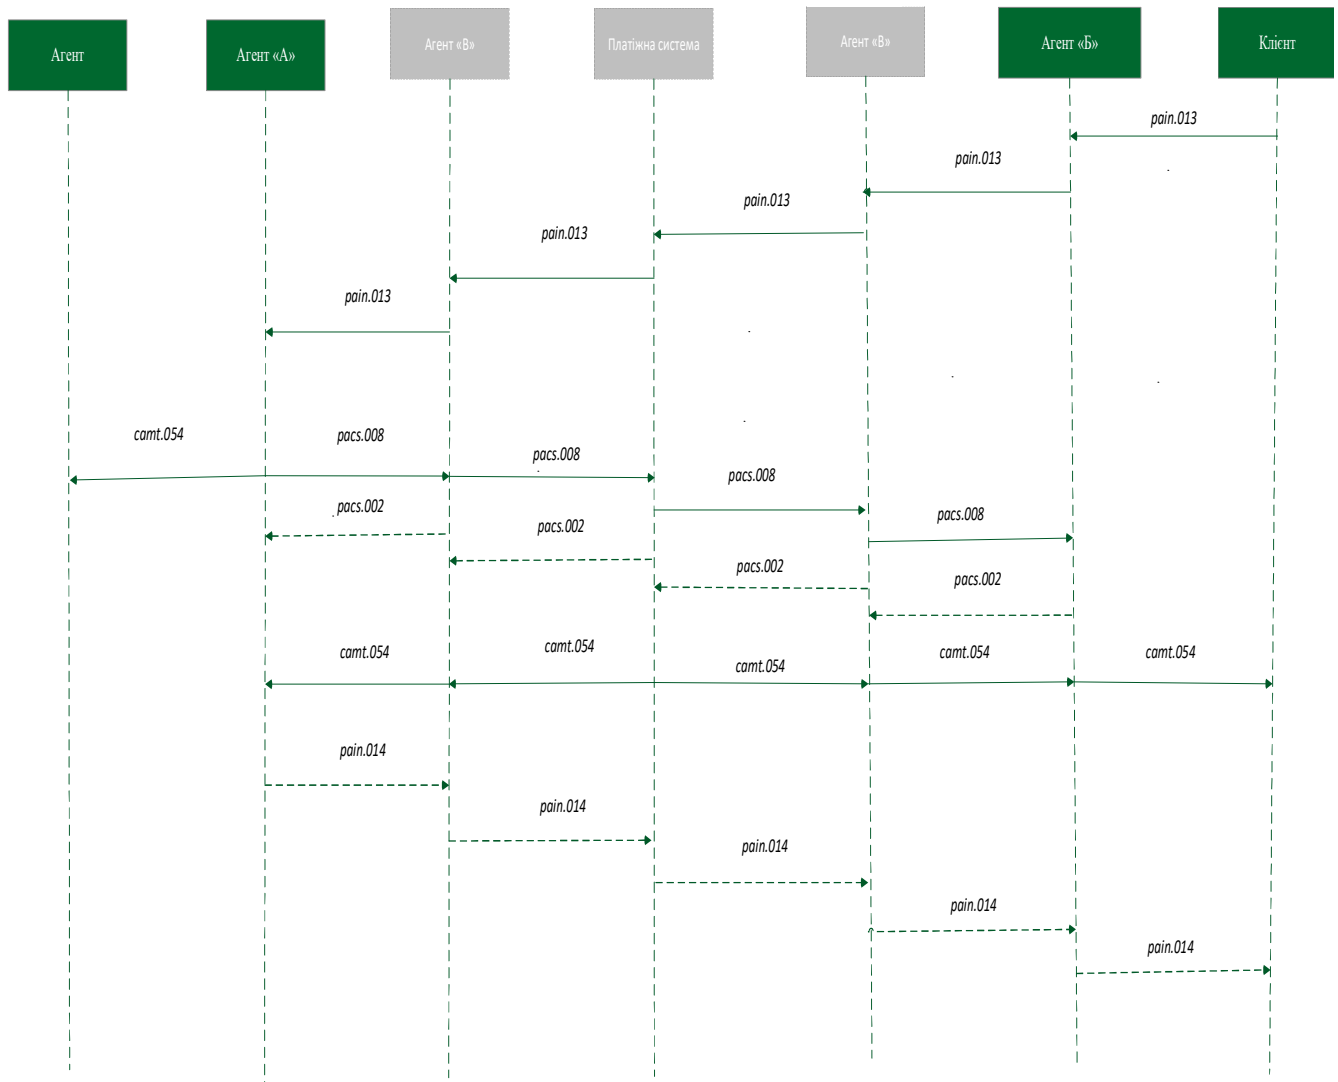 Агент
Агент «А»
Агент «В»
Платіжна система
Агент «В»
Агент «Б»
Клієнт
pain.013
pain.013
pain.013
pain.013
pain.013
camt.054
pacs.008
pacs.008
pacs.008
pacs.002
pacs.008
pacs.002
pacs.002
pacs.002
camt.054
camt.054
camt.054
camt.054
camt.054
pain.014
pain.014
pain.014
pain.014
pain.014